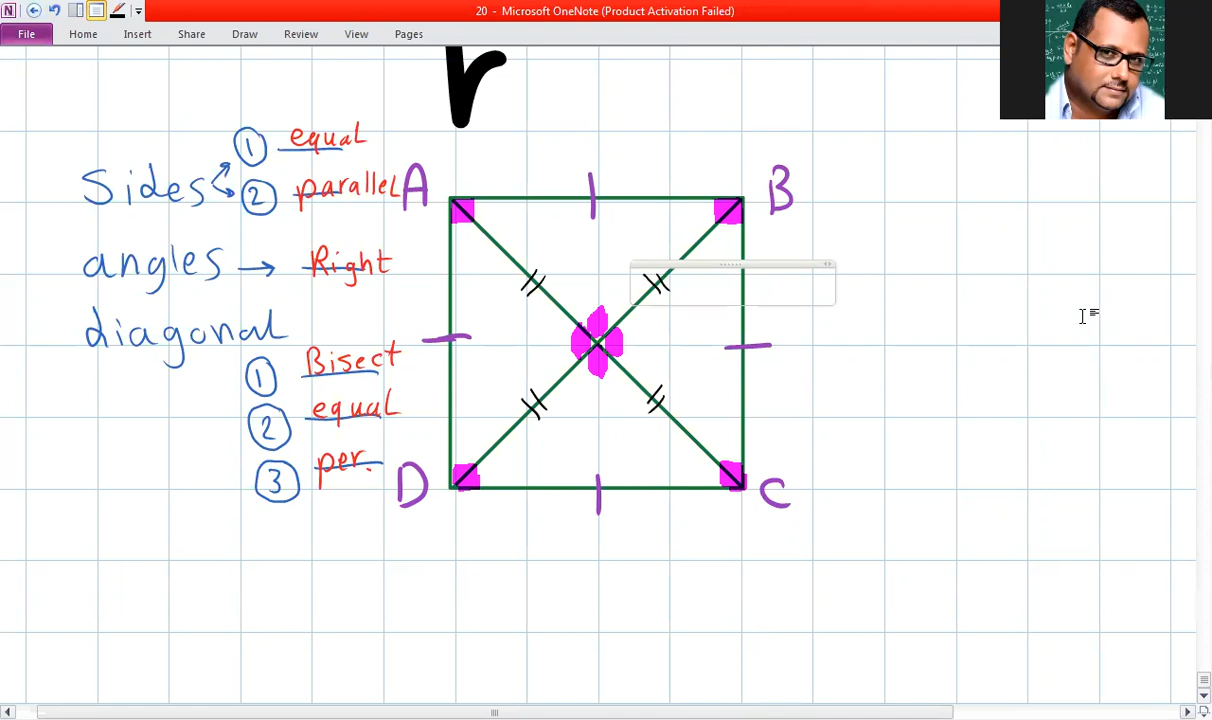 20 - Microsoft OneNote (Product Activation Failed)
File Home Insert Share Draw Review View Pages
r
Sides
1 equal
2 parallel
angles → Right
diagonal
1 Bisect
2 equal
3 per.
A
B
D
C